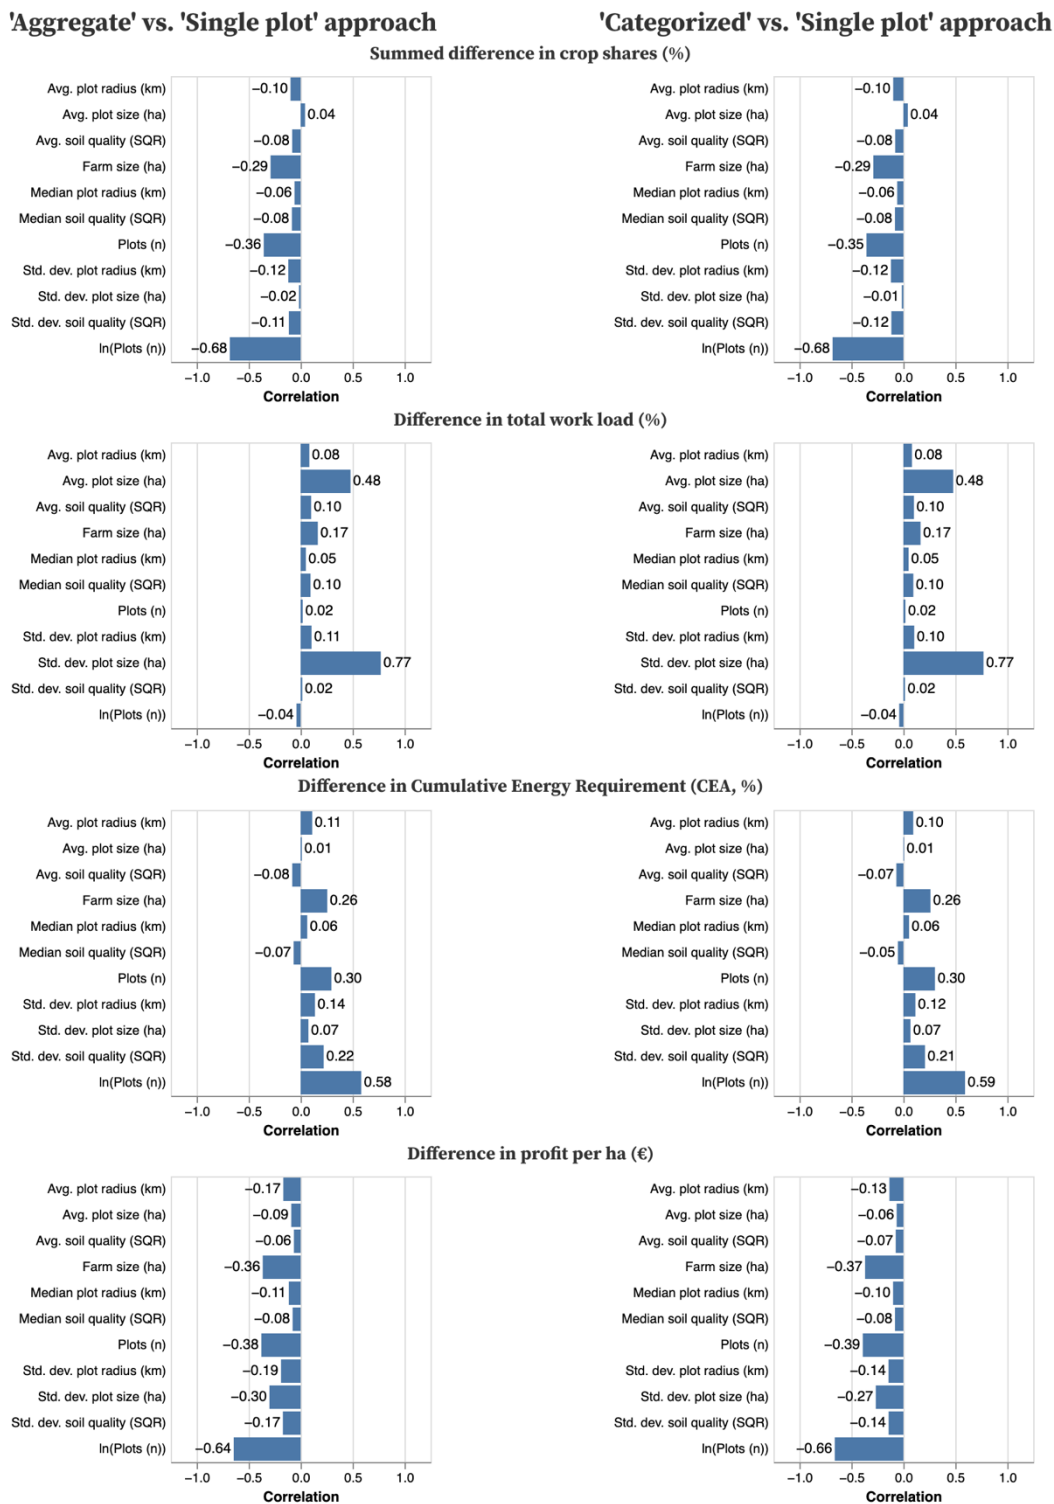 'Aggregate' vs. 'Single plot' approach
'Categorized' vs. 'Single plot' approach
Summed difference in crop shares (%)
Avg. plot radius (km) −0.10
Avg. plot size (ha) 0.04
Avg. soil quality (SQR) −0.08
Farm size (ha) −0.29
Median plot radius (km) −0.06
Median soil quality (SQR) −0.08
Plots (n) −0.36
Std. dev. plot radius (km) −0.12
Std. dev. plot size (ha) −0.02
Std. dev. soil quality (SQR) −0.11
ln(Plots (n)) −0.68
−1.0 −0.5 0.0 0.5 1.0
Correlation
Avg. plot radius (km) −0.10
Avg. plot size (ha) 0.04
Avg. soil quality (SQR) −0.08
Farm size (ha) −0.29
Median plot radius (km) −0.06
Median soil quality (SQR) −0.08
Plots (n) −0.35
Std. dev. plot radius (km) −0.12
Std. dev. plot size (ha) −0.01
Std. dev. soil quality (SQR) −0.12
ln(Plots (n)) −0.68
−1.0 −0.5 0.0 0.5 1.0
Correlation
Difference in total work load (%)
Avg. plot radius (km) 0.08
Avg. plot size (ha) 0.48
Avg. soil quality (SQR) 0.10
Farm size (ha) 0.17
Median plot radius (km) 0.05
Median soil quality (SQR) 0.10
Plots (n) 0.02
Std. dev. plot radius (km) 0.11
Std. dev. plot size (ha) 0.77
Std. dev. soil quality (SQR) 0.02
ln(Plots (n)) −0.04
−1.0 −0.5 0.0 0.5 1.0
Correlation
Avg. plot radius (km) 0.08
Avg. plot size (ha) 0.48
Avg. soil quality (SQR) 0.10
Farm size (ha) 0.17
Median plot radius (km) 0.05
Median soil quality (SQR) 0.10
Plots (n) 0.02
Std. dev. plot radius (km) 0.10
Std. dev. plot size (ha) 0.77
Std. dev. soil quality (SQR) 0.02
ln(Plots (n)) −0.04
−1.0 −0.5 0.0 0.5 1.0
Correlation
Difference in Cumulative Energy Requirement (CEA, %)
Avg. plot radius (km) 0.11
Avg. plot size (ha) 0.01
Avg. soil quality (SQR) −0.08
Farm size (ha) 0.26
Median plot radius (km) 0.06
Median soil quality (SQR) −0.07
Plots (n) 0.30
Std. dev. plot radius (km) 0.14
Std. dev. plot size (ha) 0.07
Std. dev. soil quality (SQR) 0.22
ln(Plots (n)) 0.58
−1.0 −0.5 0.0 0.5 1.0
Correlation
Avg. plot radius (km) 0.10
Avg. plot size (ha) 0.01
Avg. soil quality (SQR) −0.07
Farm size (ha) 0.26
Median plot radius (km) 0.06
Median soil quality (SQR) −0.05
Plots (n) 0.30
Std. dev. plot radius (km) 0.12
Std. dev. plot size (ha) 0.07
Std. dev. soil quality (SQR) 0.21
ln(Plots (n)) 0.59
−1.0 −0.5 0.0 0.5 1.0
Correlation
Difference in profit per ha (€)
Avg. plot radius (km) −0.17
Avg. plot size (ha) −0.09
Avg. soil quality (SQR) −0.06
Farm size (ha) −0.36
Median plot radius (km) −0.11
Median soil quality (SQR) −0.08
Plots (n) −0.38
Std. dev. plot radius (km) −0.19
Std. dev. plot size (ha) −0.30
Std. dev. soil quality (SQR) −0.17
ln(Plots (n)) −0.64
−1.0 −0.5 0.0 0.5 1.0
Correlation
Avg. plot radius (km) −0.13
Avg. plot size (ha) −0.06
Avg. soil quality (SQR) −0.07
Farm size (ha) −0.37
Median plot radius (km) −0.10
Median soil quality (SQR) −0.08
Plots (n) −0.39
Std. dev. plot radius (km) −0.14
Std. dev. plot size (ha) −0.27
Std. dev. soil quality (SQR) −0.14
ln(Plots (n)) −0.66
−1.0 −0.5 0.0 0.5 1.0
Correlation